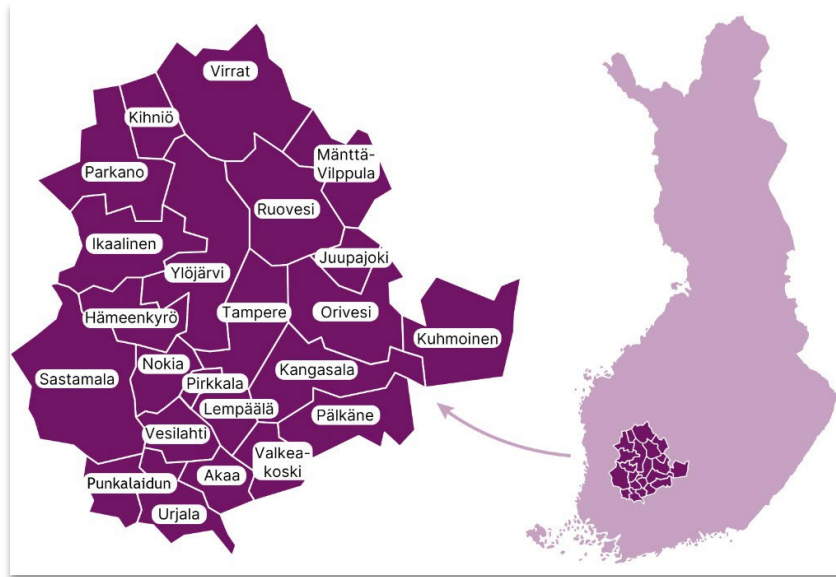 Virrat
Kihniö
Mänttä-
Vilppula
Parkano
Ruovesi
Ikaalinen
Juupajoki
Ylöjärvi
Hämeenkyrö
Tampere
Orivesi
Kuhmoinen
Nokia
Kangasala
Sastamala
Pirkkala
Lempäälä
Pälkäne
Vesilahti
Valkea-
koski
Akaa
Punkalaidun
Urjala